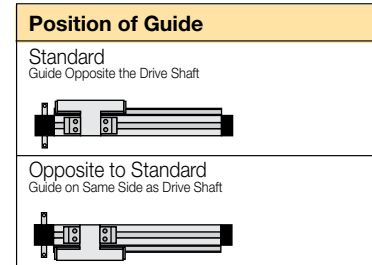 Position of Guide
Standard
Guide Opposite the Drive Shaft
Opposite to Standard
Guide on Same Side as Drive Shaft